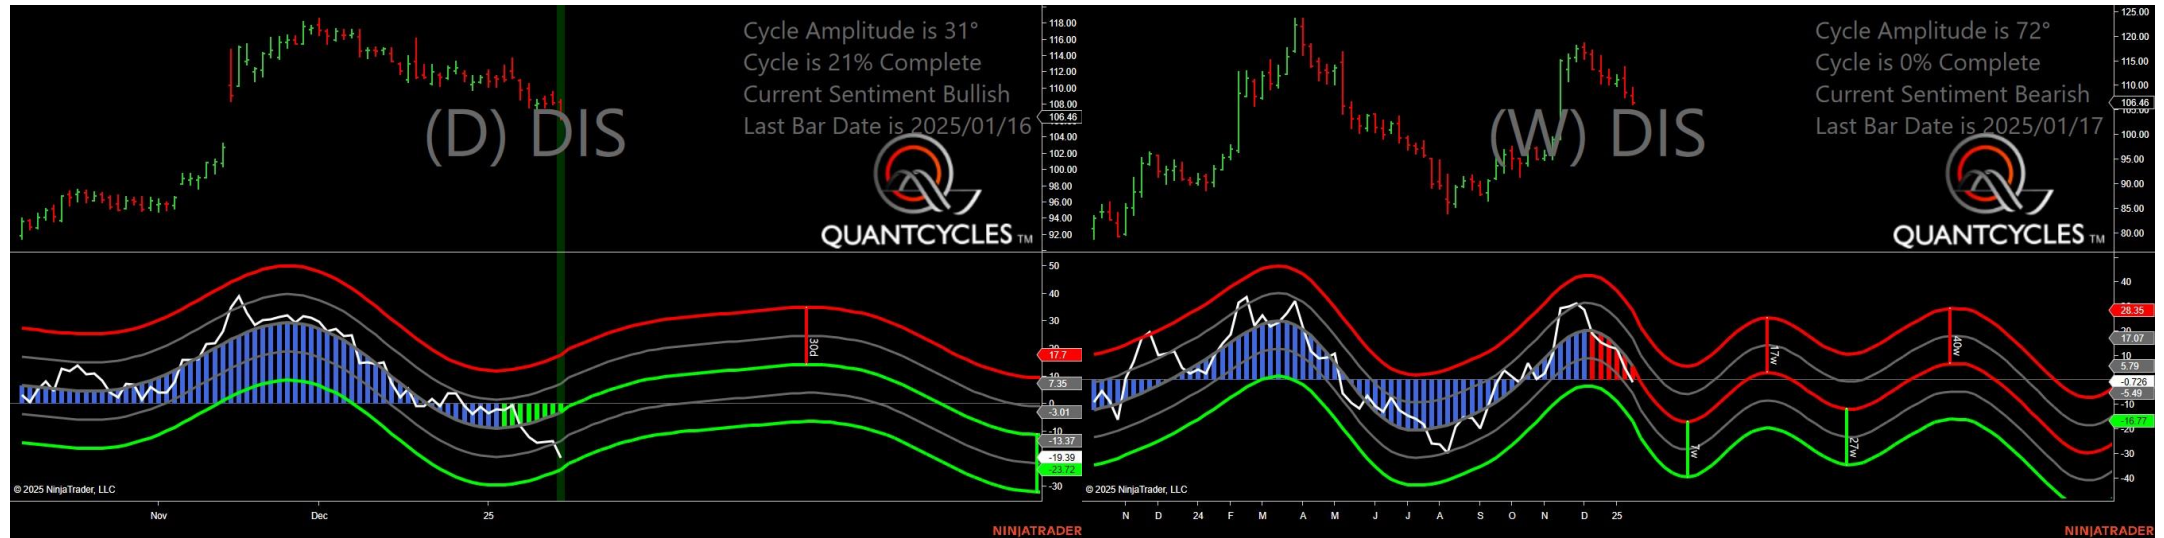 Cycle Amplitude is 31°
Cycle is 21% Complete
Current Sentiment Bullish
Last Bar Date is 2025/01/16
(D) DIS
QUANTCYCLES TM
118.00
116.00
114.00
112.00
110.00
108.00
106.46
104.00
102.00
100.00
98.00
96.00
94.00
92.00
50
40
30
17.7
7.35
0
-3.01
-10
-13.37
-19.39
-23.72
-30
30d
© 2025 NinjaTrader, LLC
Nov
Dec
25
NINJATRADER
Cycle Amplitude is 72°
Cycle is 0% Complete
Current Sentiment Bearish
Last Bar Date is 2025/01/17
(W) DIS
QUANTCYCLES TM
125.00
120.00
115.00
110.00
106.46
100.00
95.00
90.00
85.00
80.00
40
28.35
17.07
10
5.79
-0.726
-5.49
-10
-16.77
-20
-30
-40
7w
17w
27w
40w
© 2025 NinjaTrader, LLC
N D 24 F M A M J J A S O N D 25
NINJATRADER